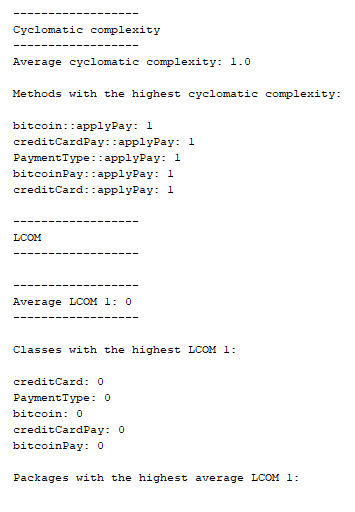 ------------------
Cyclomatic complexity
------------------
Average cyclomatic complexity: 1.0
Methods with the highest cyclomatic complexity:
bitcoin::applyPay: 1
creditCardPay::applyPay: 1
PaymentType::applyPay: 1
bitcoinPay::applyPay: 1
creditCard::applyPay: 1
------------------
LCOM
------------------
------------------
Average LCOM 1: 0
------------------
Classes with the highest LCOM 1:
creditCard: 0
PaymentType: 0
bitcoin: 0
creditCardPay: 0
bitcoinPay: 0
Packages with the highest average LCOM 1: